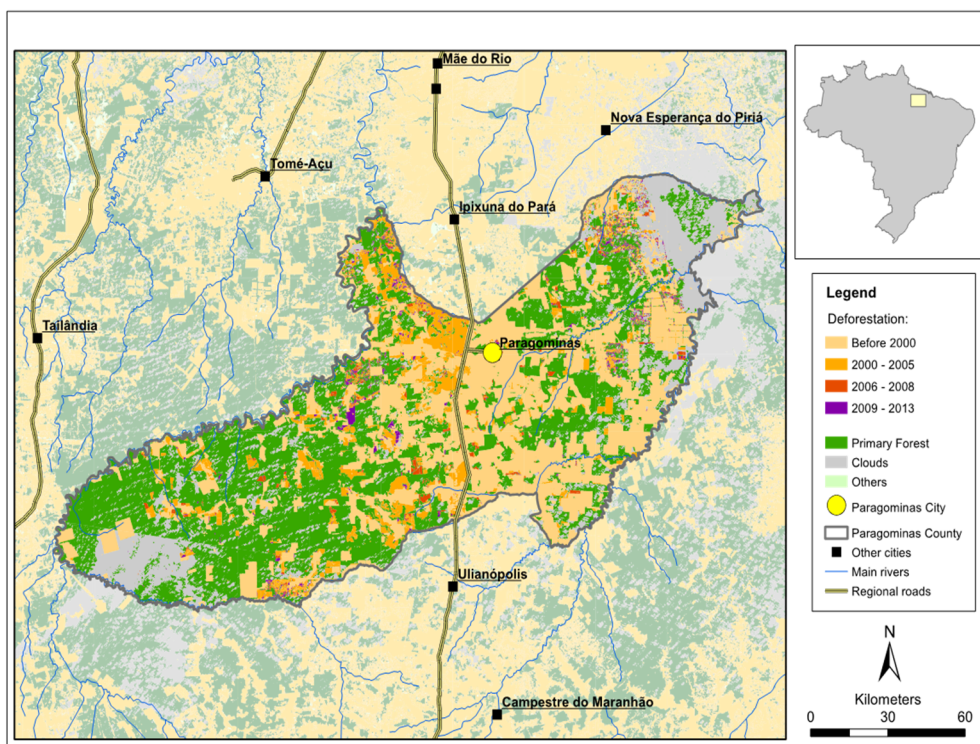 Mãe do Rio
Nova Esperança do Piriá
Tomé-Açu
Ipixuna do Pará
Tailândia
Paragominas
Ulianópolis
Campestre do Maranhão
Legend
Deforestation:
Before 2000
2000 - 2005
2006 - 2008
2009 - 2013
Primary Forest
Clouds
Others
Paragominas City
Paragominas County
Other cities
Main rivers
Regional roads
N
Kilometers
0 30 60